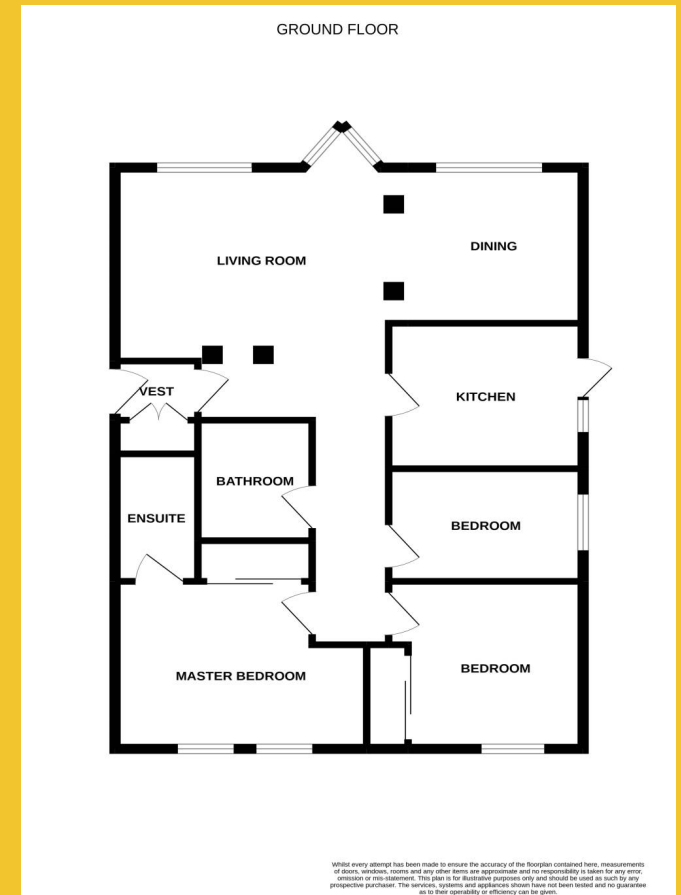 GROUND FLOOR
LIVING ROOM
DINING
VEST
KITCHEN
BATHROOM
ENSUITE
BEDROOM
MASTER BEDROOM
BEDROOM
Whilst every attempt has been made to ensure the accuracy of the floorplan contained here, measurements
of doors, windows, rooms and any other items are approximate and no responsibility is taken for any error,
omission or mis-statement. This plan is for illustrative purposes only and should be used as such by any
prospective purchaser. The services, systems and appliances shown have not been tested and no guarantee
as to their operability or efficiency can be given.